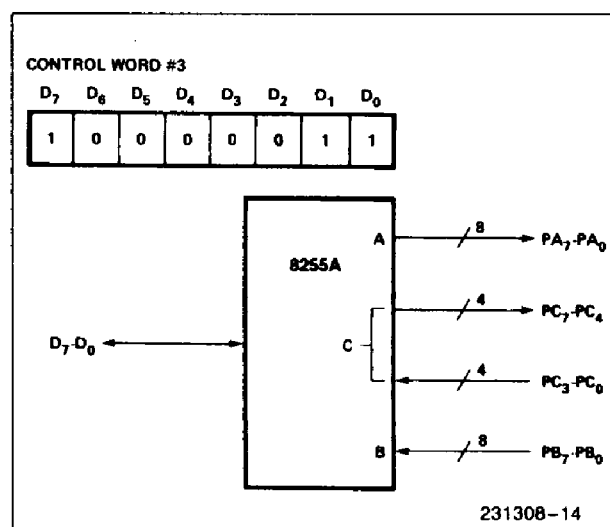 CONTROL WORD #3
D7 D6 D5 D4 D3 D2 D1 D0
1 0 0 0 0 0 1 1
A 8 PA7-PA0
8255A
4 PC7-PC4
C
D7-D0
4 PC3-PC0
B 8 PB7-PB0
231308-14